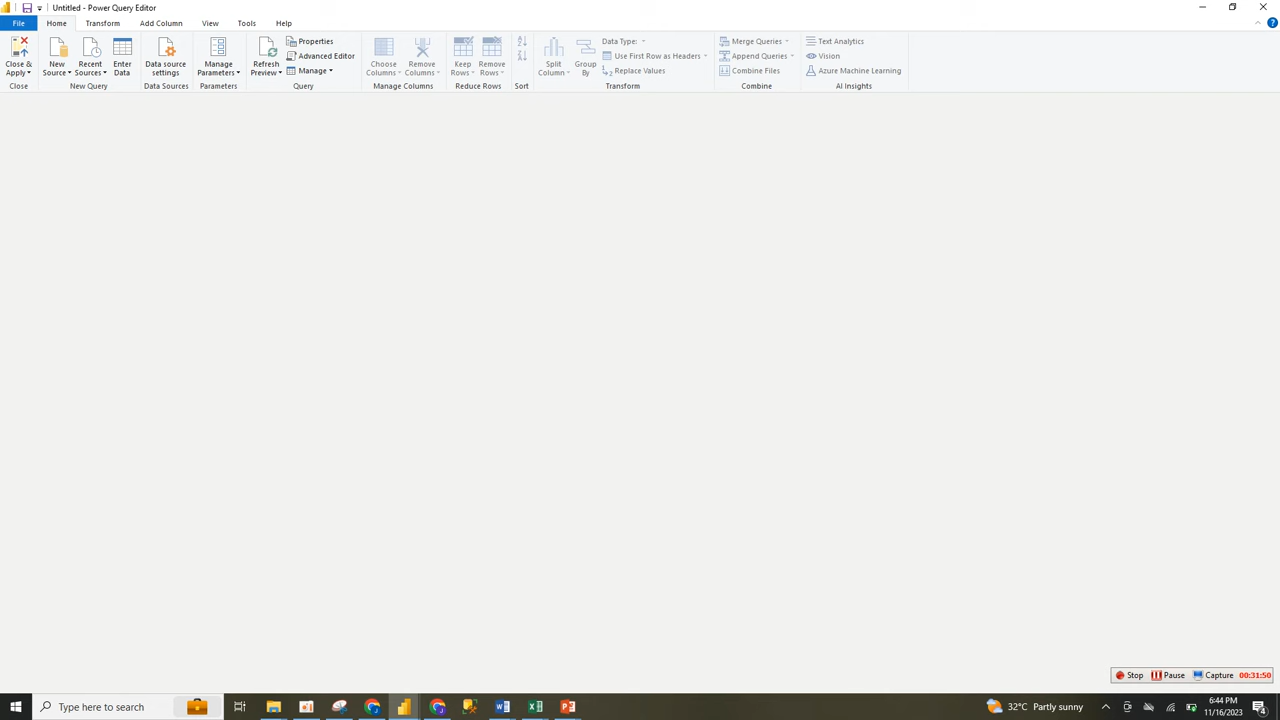 Untitled - Power Query Editor
File Home Transform Add Column View Tools Help
Close & Apply
New Source
Recent Sources
Enter Data
Data source settings
Manage Parameters
Refresh Preview
Properties
Advanced Editor
Manage
Choose Columns
Remove Columns
Keep Rows
Remove Rows
A Z
Z A
Split Column
Group By
Data Type:
Use First Row as Headers
1 2 Replace Values
Merge Queries
Append Queries
Combine Files
Text Analytics
Vision
Azure Machine Learning
Close New Query Data Sources Parameters Query Manage Columns Reduce Rows Sort Transform Combine AI Insights
Stop Pause Capture 00:31:50
Type here to search
32°C Partly sunny
6:44 PM
11/16/2023
4